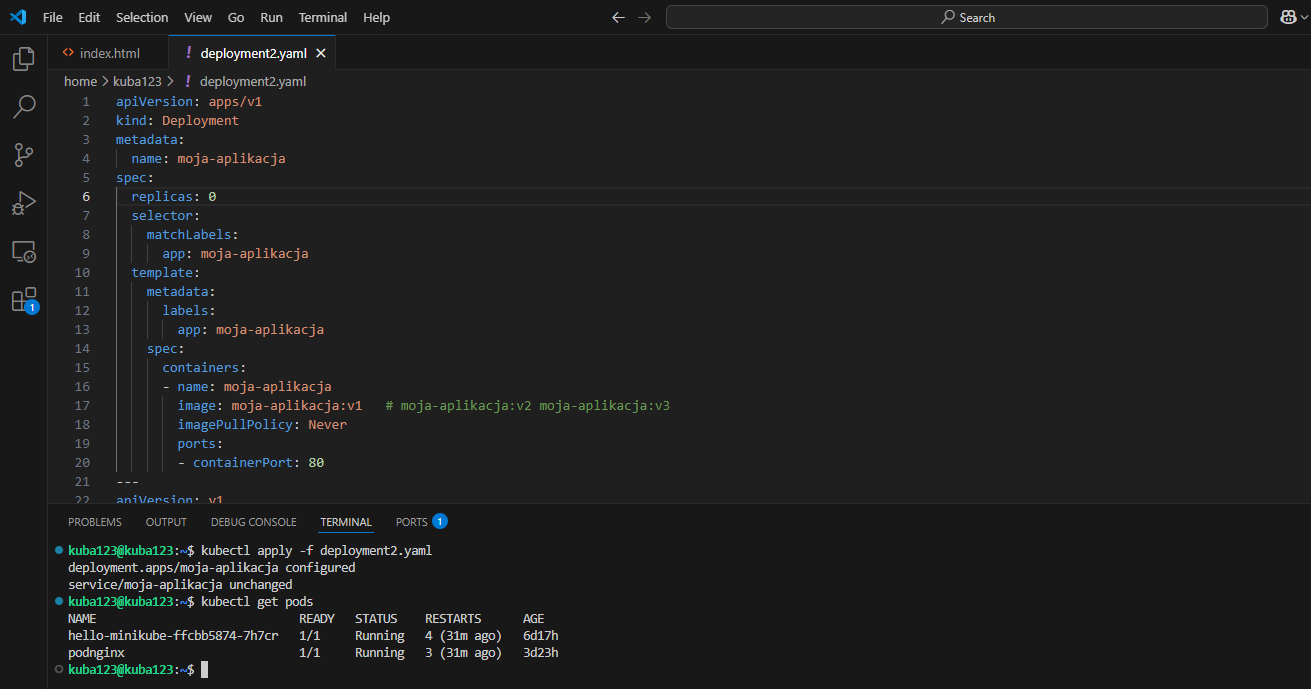 File Edit Selection View Go Run Terminal Help
Search
index.html
deployment2.yaml
home > kuba123 > ! deployment2.yaml
1 apiVersion: apps/v1
2 kind: Deployment
3 metadata:
4 name: moja-aplikacja
5 spec:
6 replicas: 0
7 selector:
8 matchLabels:
9 app: moja-aplikacja
10 template:
11 metadata:
12 labels:
13 app: moja-aplikacja
14 spec:
15 containers:
16 - name: moja-aplikacja
17 image: moja-aplikacja:v1 # moja-aplikacja:v2 moja-aplikacja:v3
18 imagePullPolicy: Never
19 ports:
20 - containerPort: 80
21 ---
22 apiVersion: v1
1
PROBLEMS OUTPUT DEBUG CONSOLE TERMINAL PORTS 1
kuba123@kuba123:~$ kubectl apply -f deployment2.yaml
deployment.apps/moja-aplikacja configured
service/moja-aplikacja unchanged
kuba123@kuba123:~$ kubectl get pods
NAME READY STATUS RESTARTS AGE
hello-minikube-ffcbb5874-7h7cr 1/1 Running 4 (31m ago) 6d17h
podnginx 1/1 Running 3 (31m ago) 3d23h
kuba123@kuba123:~$